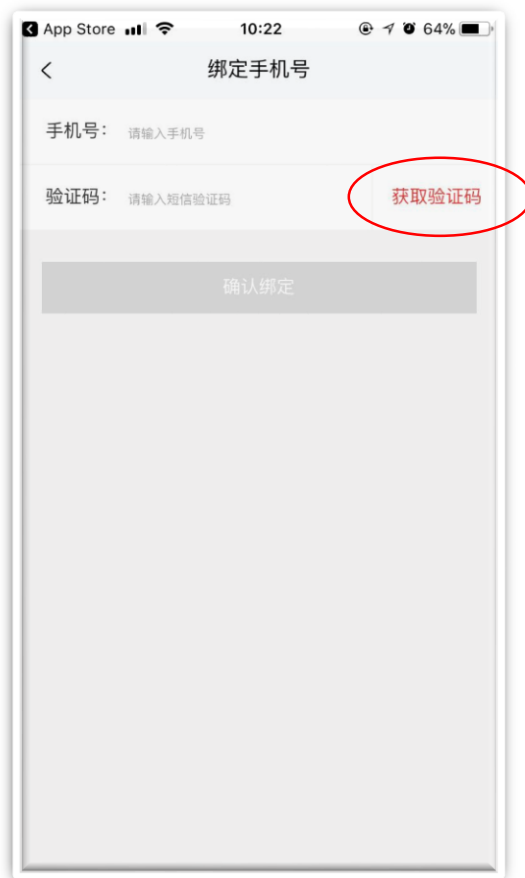 App Store 10:22 64%
绑定手机号
手机号： 请输入手机号
验证码： 请输入短信验证码 获取验证码
确认绑定